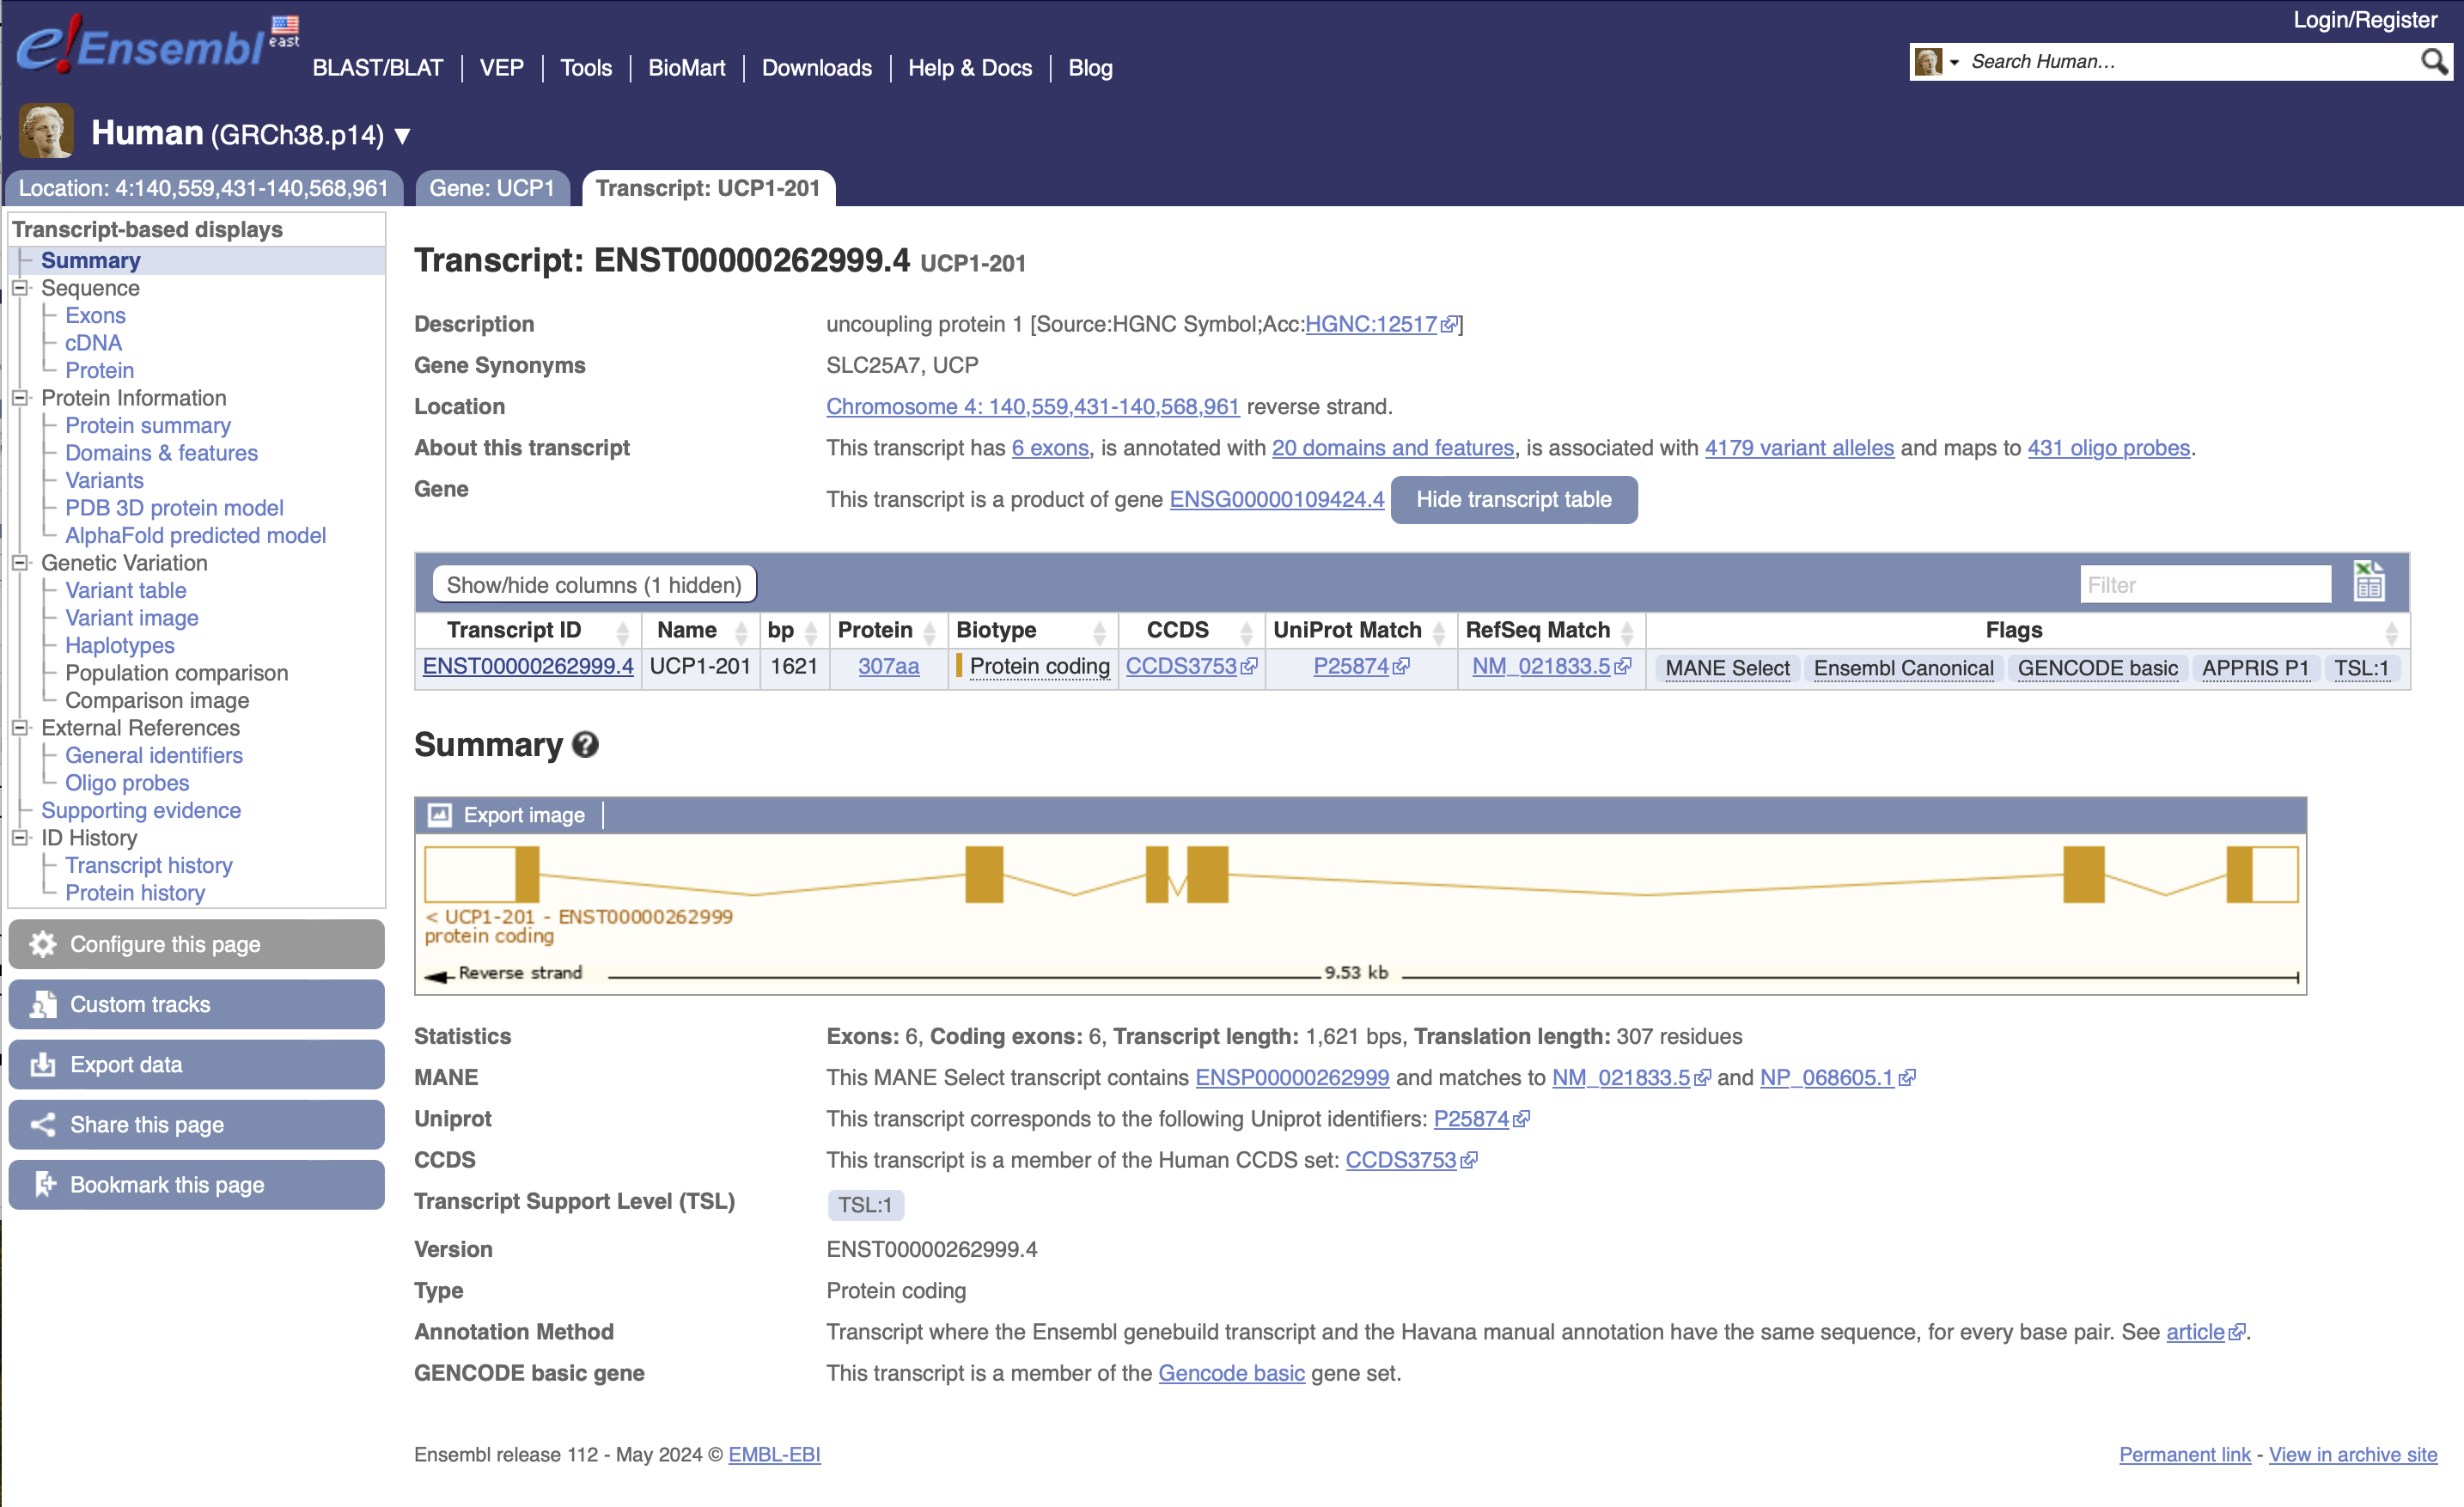 Login/Register
e!Ensembl east
BLAST/BLAT VEP Tools BioMart Downloads Help & Docs Blog
Search Human...
Human (GRCh38.p14) ▼
Location: 4:140,559,431-140,568,961 Gene: UCP1 Transcript: UCP1-201
Transcript-based displays
Summary
Sequence
Exons
cDNA
Protein
Protein Information
Protein summary
Domains & features
Variants
PDB 3D protein model
AlphaFold predicted model
Genetic Variation
Variant table
Variant image
Haplotypes
Population comparison
Comparison image
External References
General identifiers
Oligo probes
Supporting evidence
ID History
Transcript history
Protein history
Configure this page
Custom tracks
Export data
Share this page
Bookmark this page
Transcript: ENST00000262999.4 UCP1-201
Description uncoupling protein 1 [Source:HGNC Symbol;Acc:HGNC:12517]
Gene Synonyms SLC25A7, UCP
Location Chromosome 4: 140,559,431-140,568,961 reverse strand.
About this transcript This transcript has 6 exons, is annotated with 20 domains and features, is associated with 4179 variant alleles and maps to 431 oligo probes.
Gene This transcript is a product of gene ENSG00000109424.4 Hide transcript table
Show/hide columns (1 hidden) Filter
Transcript ID Name bp Protein Biotype CCDS UniProt Match RefSeq Match Flags
ENST00000262999.4 UCP1-201 1621 307aa Protein coding CCDS3753 P25874 NM_021833.5 MANE Select Ensembl Canonical GENCODE basic APPRIS P1 TSL:1
Summary ?
Export image
< UCP1-201 - ENST00000262999
protein coding
Reverse strand 9.53 kb
Statistics Exons: 6, Coding exons: 6, Transcript length: 1,621 bps, Translation length: 307 residues
MANE This MANE Select transcript contains ENSP00000262999 and matches to NM_021833.5 and NP_068605.1
Uniprot This transcript corresponds to the following Uniprot identifiers: P25874
CCDS This transcript is a member of the Human CCDS set: CCDS3753
Transcript Support Level (TSL) TSL:1
Version ENST00000262999.4
Type Protein coding
Annotation Method Transcript where the Ensembl genebuild transcript and the Havana manual annotation have the same sequence, for every base pair. See article.
GENCODE basic gene This transcript is a member of the Gencode basic gene set.
Ensembl release 112 - May 2024 © EMBL-EBI
Permanent link - View in archive site